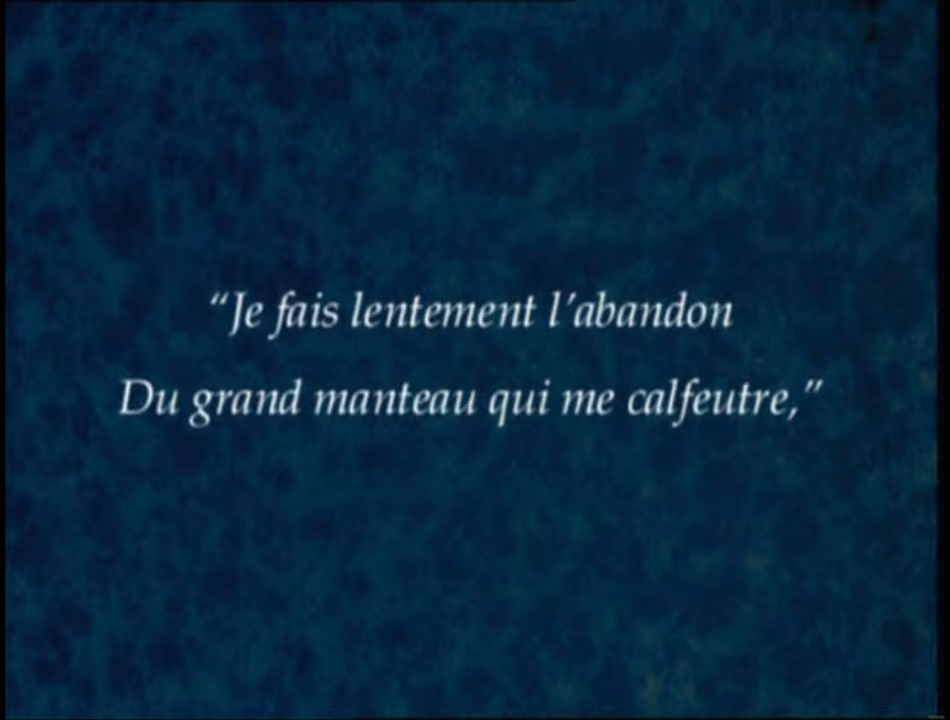 “Je fais lentement l’abandon
Du grand manteau qui me calfeutre,”